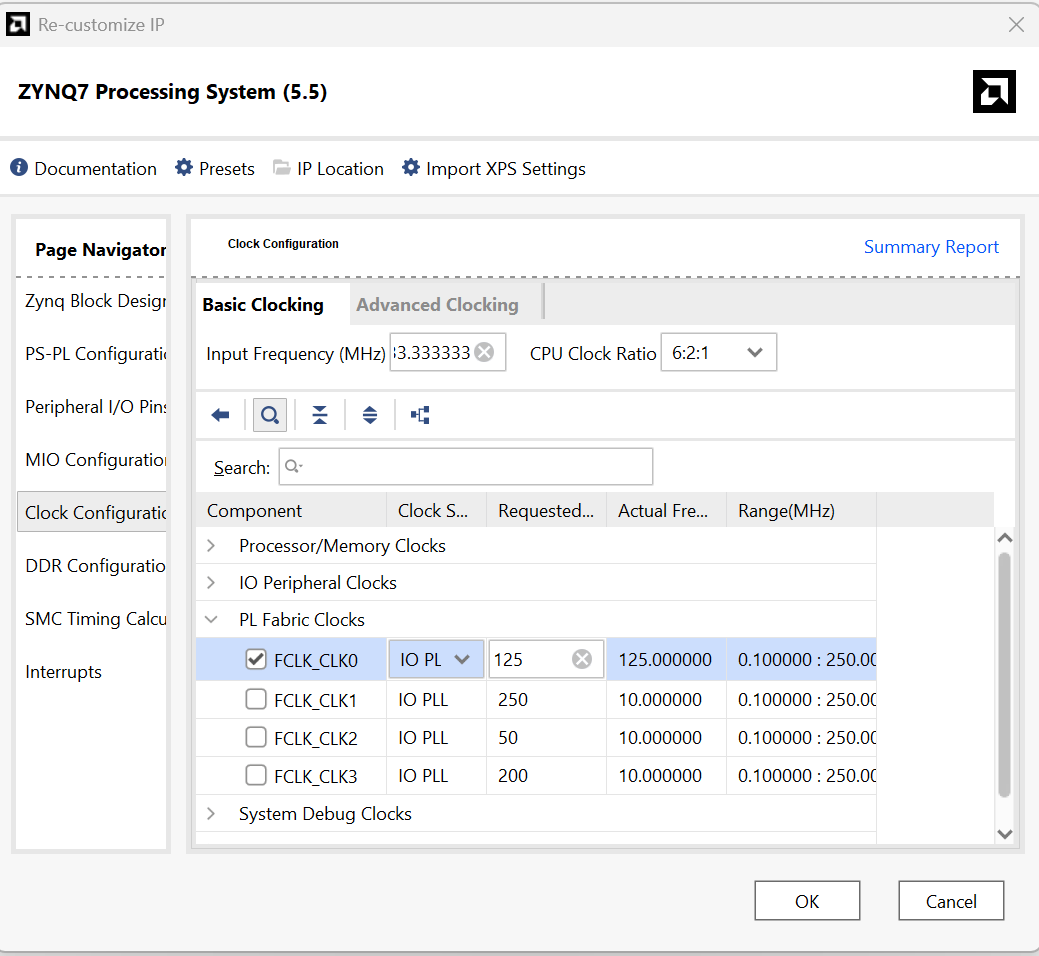 Re-customize IP
ZYNQ7 Processing System (5.5)
Documentation Presets IP Location Import XPS Settings
Page Navigator
Zynq Block Design
PS-PL Configuratio
Peripheral I/O Pins
MIO Configuration
Clock Configuratio
DDR Configuratio
SMC Timing Calcu
Interrupts
Clock Configuration
Summary Report
Basic Clocking Advanced Clocking
Input Frequency (MHz) 33.333333 CPU Clock Ratio 6:2:1
Search:
Component Clock S... Requested... Actual Fre... Range(MHz)
Processor/Memory Clocks
IO Peripheral Clocks
PL Fabric Clocks
FCLK_CLK0 IO PL 125 125.000000 0.100000 : 250.00
FCLK_CLK1 IO PLL 250 10.000000 0.100000 : 250.00
FCLK_CLK2 IO PLL 50 10.000000 0.100000 : 250.00
FCLK_CLK3 IO PLL 200 10.000000 0.100000 : 250.00
System Debug Clocks
OK Cancel